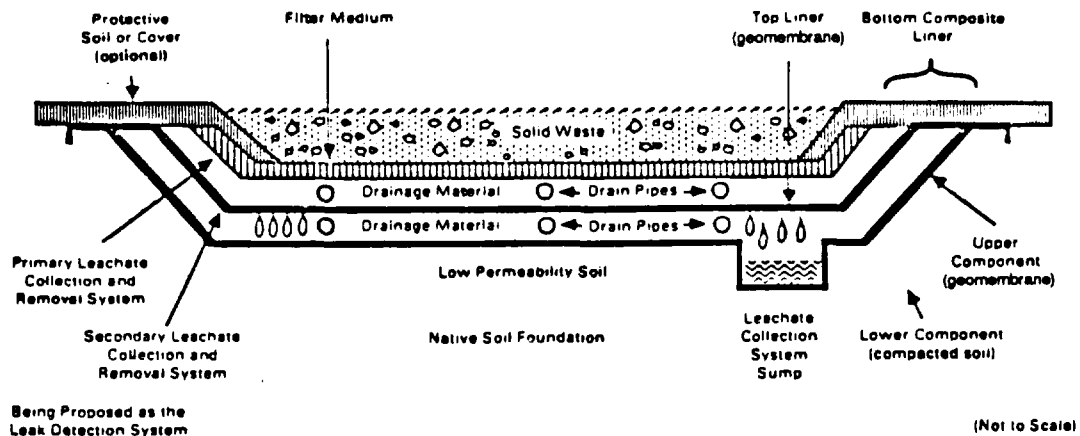 Protective
Soil or Cover
(optional)
Filter Medium
Top Liner
(geomembrane)
Bottom Composite
Liner
Solid Waste
Drainage Material
Drain Pipes
Drainage Material
Drain Pipes
Primary Leachate
Collection and
Removal System
Low Permeability Soil
Upper
Component
(geomembrane)
Secondary Leachate
Collection and
Removal System
Native Soil Foundation
Leachate
Collection
System
Sump
Lower Component
(compacted soil)
Being Proposed as the
Leak Detection System
(Not to Scale)